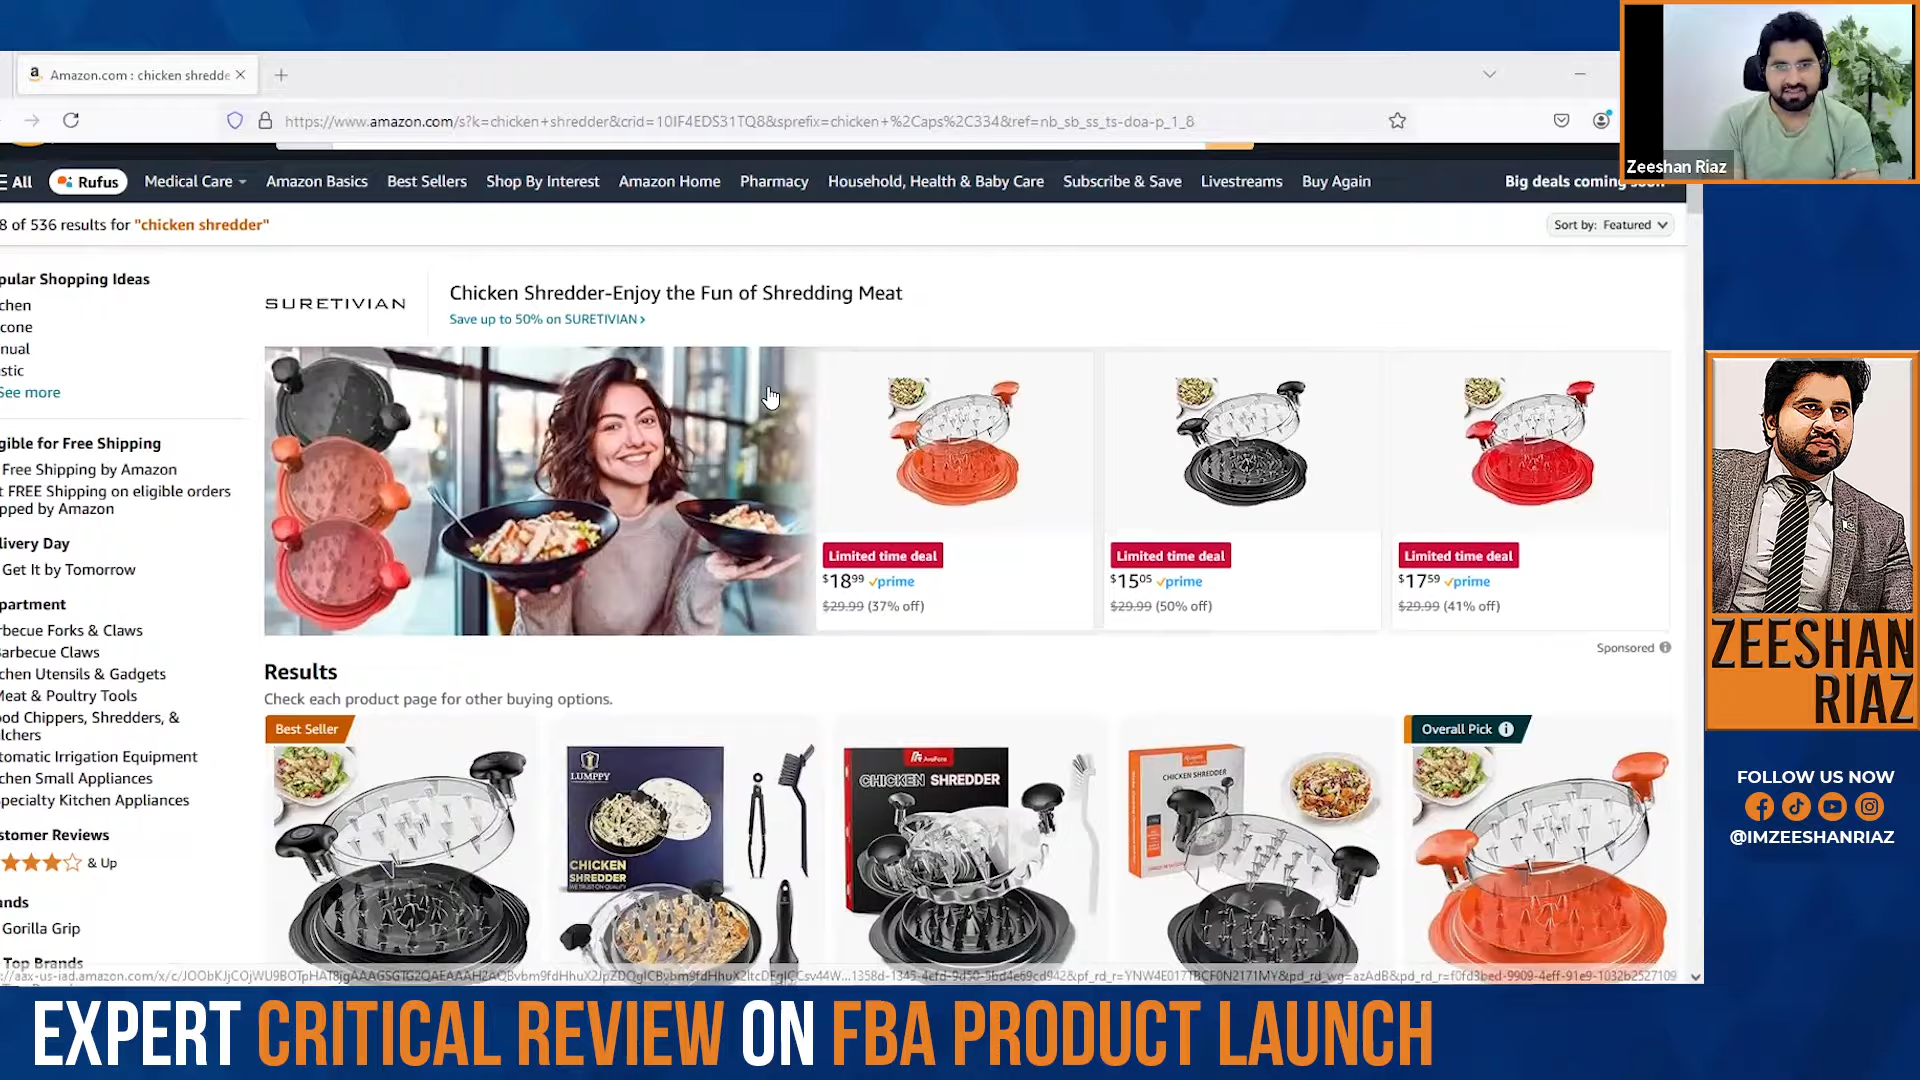 Amazon.com : chicken shredde
https://www.amazon.com/s?k=chicken+shredder&crid=10IF4EDS31TQ8&sprefix=chicken+%2Caps%2C334&ref=nb_sb_ss_ts-doa-p_1_8
All Rufus Medical Care Amazon Basics Best Sellers Shop By Interest Amazon Home Pharmacy Household, Health & Baby Care Subscribe & Save Livestreams Buy Again Big deals coming soon
Zeeshan Riaz
8 of 536 results for "chicken shredder"
Sort by: Featured
pular Shopping Ideas
chen
cone
nual
stic
See more
gible for Free Shipping
Free Shipping by Amazon
t FREE Shipping on eligible orders
pped by Amazon
livery Day
Get It by Tomorrow
partment
rbecue Forks & Claws
arbecue Claws
chen Utensils & Gadgets
Meat & Poultry Tools
ood Chippers, Shredders, &
lchers
tomatic Irrigation Equipment
chen Small Appliances
pecialty Kitchen Appliances
stomer Reviews
& Up
ands
Gorilla Grip
Top Brands
SURETIVIAN
Chicken Shredder-Enjoy the Fun of Shredding Meat
Save up to 50% on SURETIVIAN
Limited time deal
$18.99 prime
$29.99 (37% off)
Limited time deal
$15.05 prime
$29.99 (50% off)
Limited time deal
$17.59 prime
$29.99 (41% off)
Sponsored
Results
Check each product page for other buying options.
Best Seller
LUMPPY
CHICKEN
SHREDDER
WE TRUST ON QUALITY
CHICKEN SHREDDER
CHICKEN SHREDDER
Overall Pick
ZEESHAN
RIAZ
FOLLOW US NOW
@IMZEESHANRIAZ
EXPERT CRITICAL REVIEW ON FBA PRODUCT LAUNCH